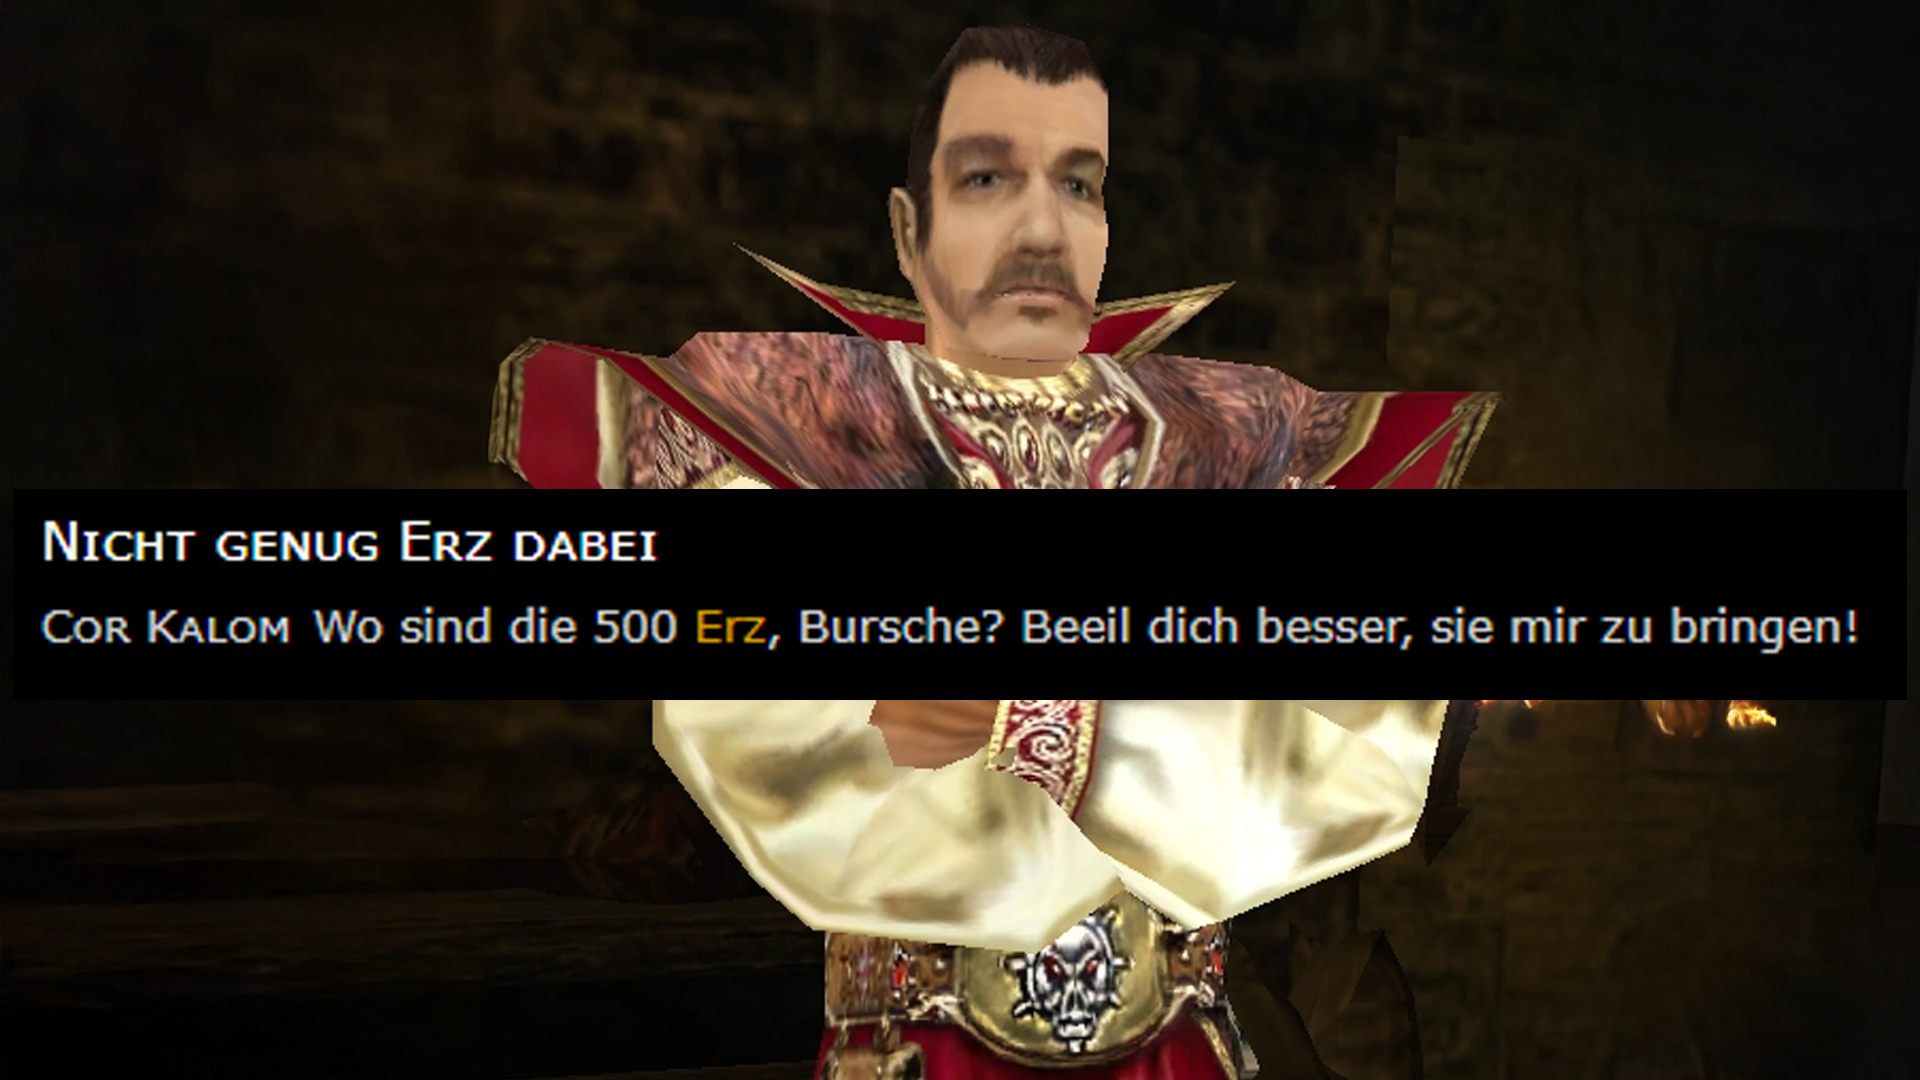 Nicht genug Erz dabei
Cor Kalom Wo sind die 500 Erz, Bursche? Beeil dich besser, sie mir zu bringen!